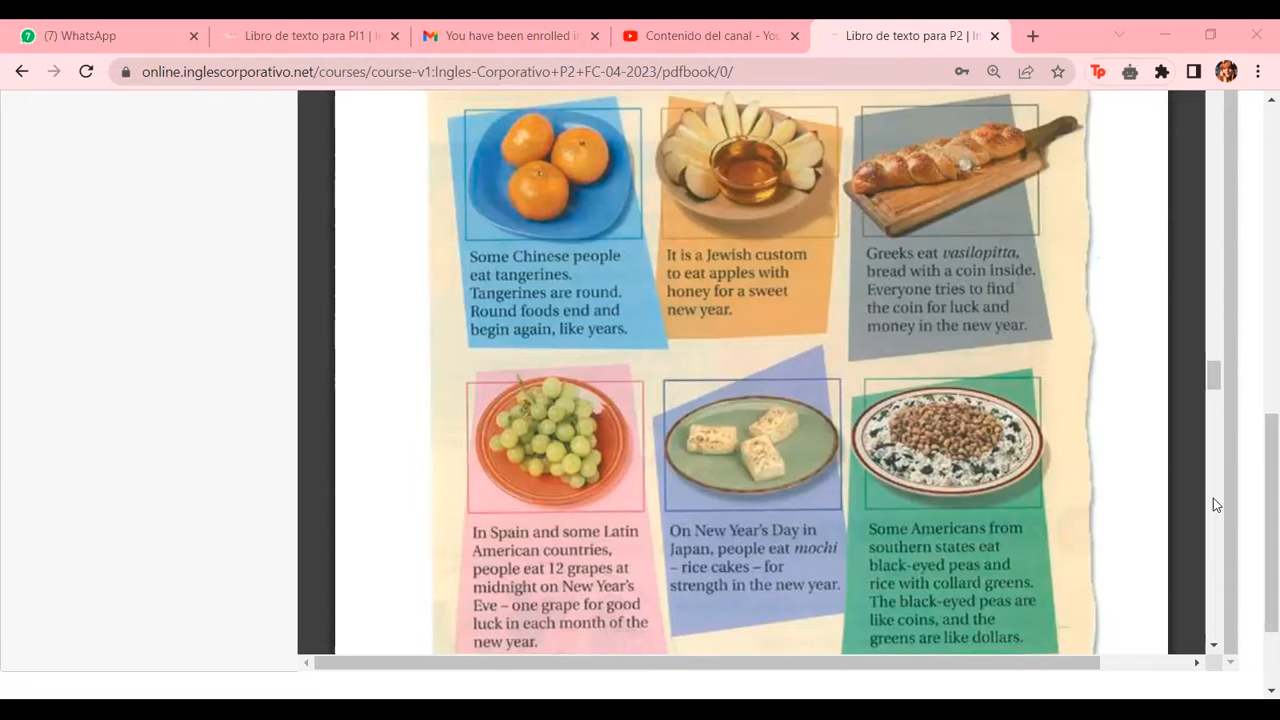 (7) WhatsApp
Libro de texto para PI1 | I
You have been enrolled i
Contenido del canal - You
Libro de texto para P2 | In
online.inglescorporativo.net/courses/course-v1:Ingles-Corporativo+P2+FC-04-2023/pdfbook/0/
Tp
Some Chinese people
eat tangerines.
Tangerines are round.
Round foods end and
begin again, like years.
It is a Jewish custom
to eat apples with
honey for a sweet
new year.
Greeks eat vasilopitta,
bread with a coin inside.
Everyone tries to find
the coin for luck and
money in the new year.
In Spain and some Latin
American countries,
people eat 12 grapes at
midnight on New Year's
Eve – one grape for good
luck in each month of the
new year.
On New Year's Day in
Japan, people eat mochi
– rice cakes – for
strength in the new year.
Some Americans from
southern states eat
black-eyed peas and
rice with collard greens.
The black-eyed peas are
like coins, and the
greens are like dollars.